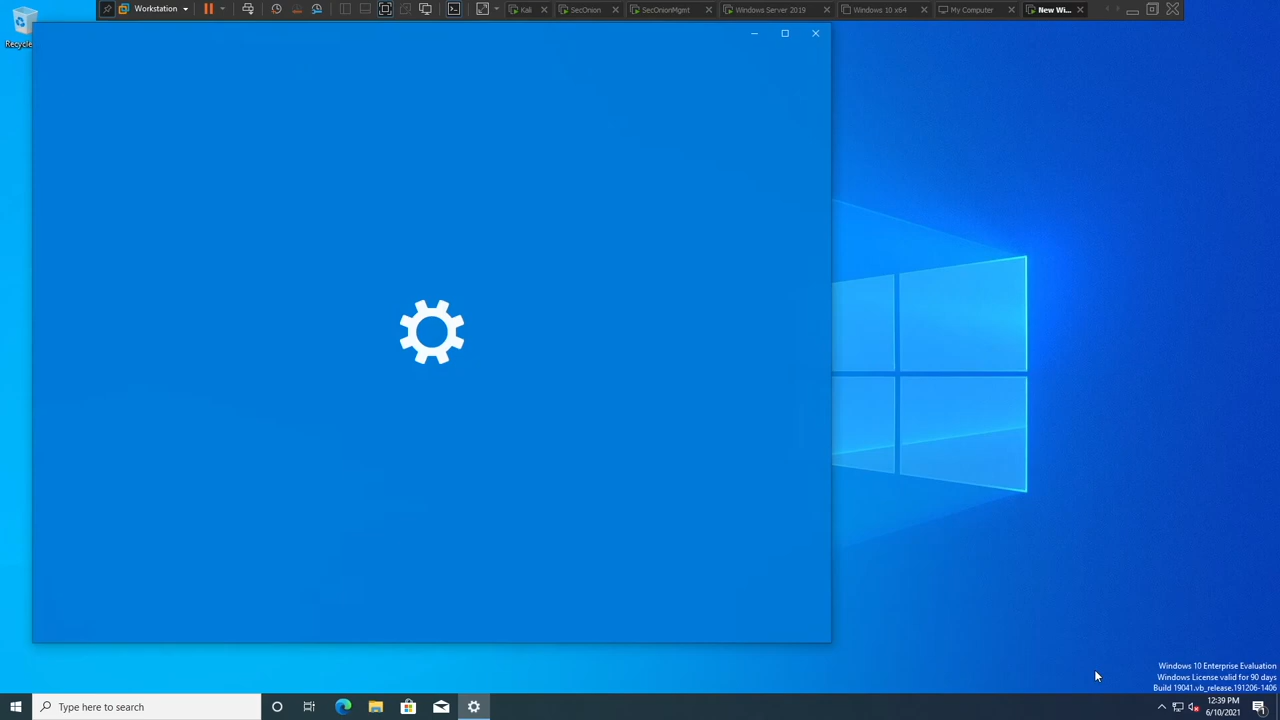 Workstation
Kali
SecOnion
SecOnionMgmt
Windows Server 2019
Windows 10 x64
My Computer
New Wi...
Recycle
Windows 10 Enterprise Evaluation
Windows License valid for 90 days
Build 19041.vb_release.191206-1406
Type here to search
12:39 PM
6/10/2021
1